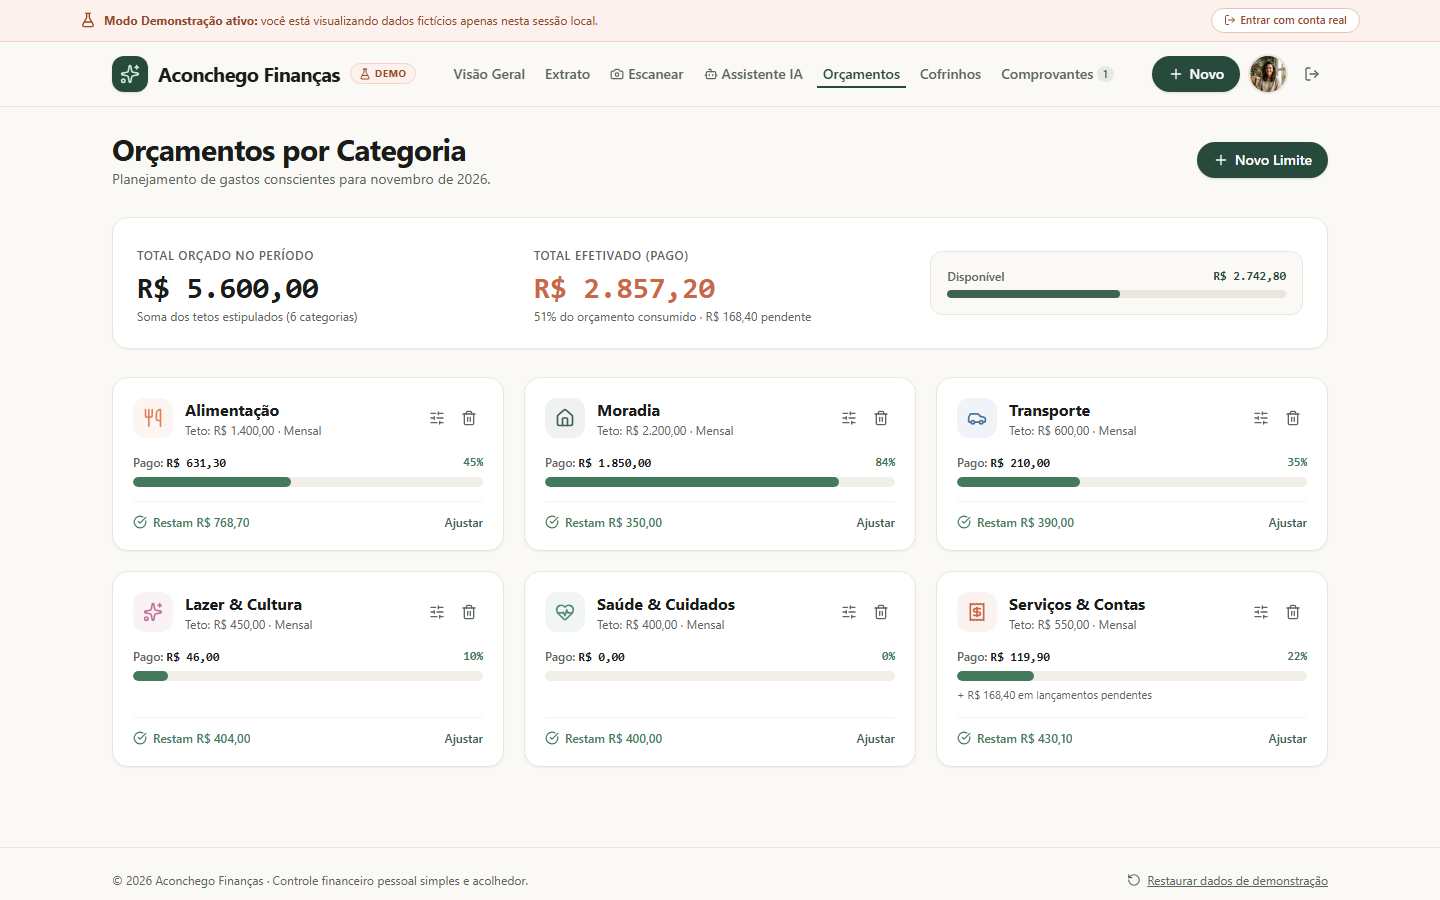 Modo Demonstração ativo: você está visualizando dados fictícios apenas nesta sessão local.
Entrar com conta real
Aconchego Finanças
DEMO
Visão Geral
Extrato
Escanear
Assistente IA
Orçamentos
Cofrinhos
Comprovantes 1
Novo
Orçamentos por Categoria
Planejamento de gastos conscientes para novembro de 2026.
Novo Limite
TOTAL ORÇADO NO PERÍODO
R$ 5.600,00
Soma dos tetos estipulados (6 categorias)
TOTAL EFETIVADO (PAGO)
R$ 2.857,20
51% do orçamento consumido · R$ 168,40 pendente
Disponível
R$ 2.742,80
Alimentação
Teto: R$ 1.400,00 · Mensal
Pago: R$ 631,30
45%
Restam R$ 768,70
Ajustar
Moradia
Teto: R$ 2.200,00 · Mensal
Pago: R$ 1.850,00
84%
Restam R$ 350,00
Ajustar
Transporte
Teto: R$ 600,00 · Mensal
Pago: R$ 210,00
35%
Restam R$ 390,00
Ajustar
Lazer & Cultura
Teto: R$ 450,00 · Mensal
Pago: R$ 46,00
10%
Restam R$ 404,00
Ajustar
Saúde & Cuidados
Teto: R$ 400,00 · Mensal
Pago: R$ 0,00
0%
Restam R$ 400,00
Ajustar
Serviços & Contas
Teto: R$ 550,00 · Mensal
Pago: R$ 119,90
22%
+ R$ 168,40 em lançamentos pendentes
Restam R$ 430,10
Ajustar
© 2026 Aconchego Finanças · Controle financeiro pessoal simples e acolhedor.
Restaurar dados de demonstração